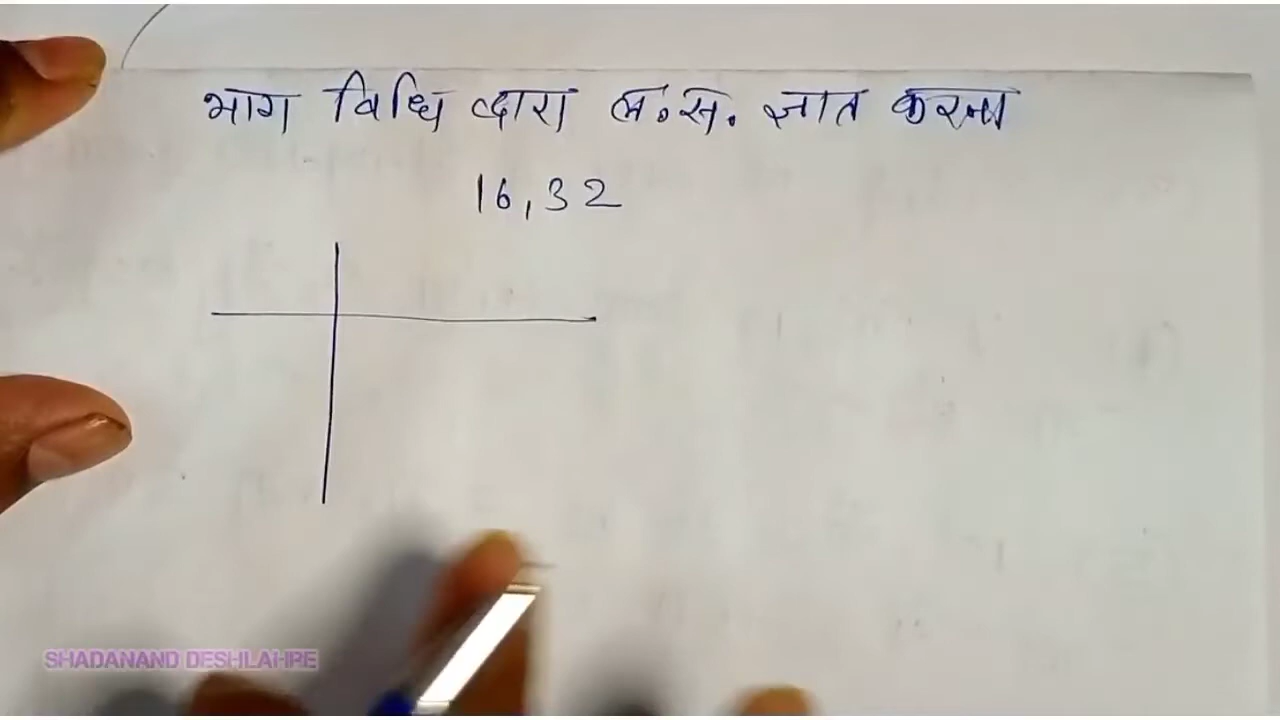 भाग विधि द्वारा ल.स. ज्ञात करना
16,32
SHADANAND DESHLAHRE